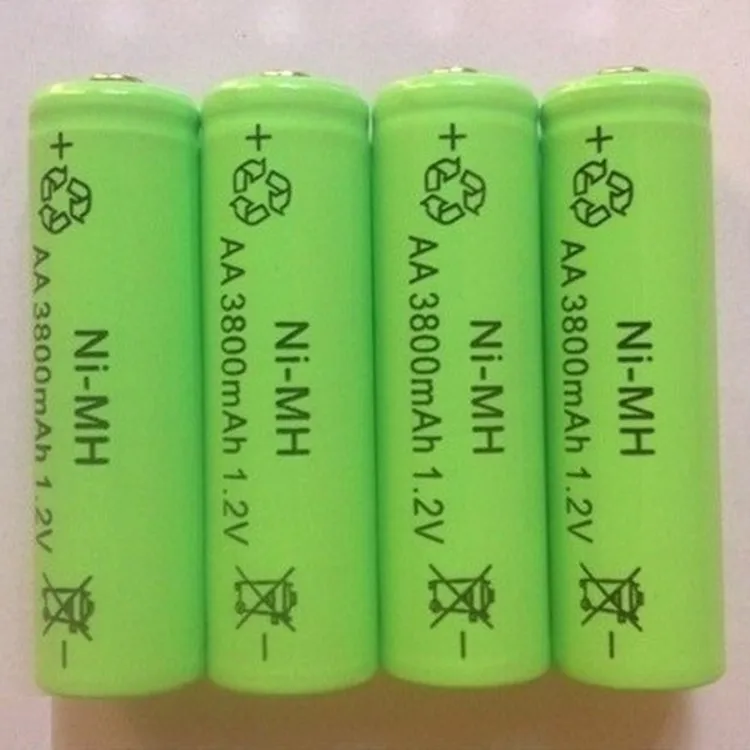 +
AA 3800mAh 1.2V
Ni-MH
−
+
AA 3800mAh 1.2V
Ni-MH
−
+
AA 3800mAh 1.2V
Ni-MH
−
+
AA 3800mAh 1.2V
Ni-MH
−